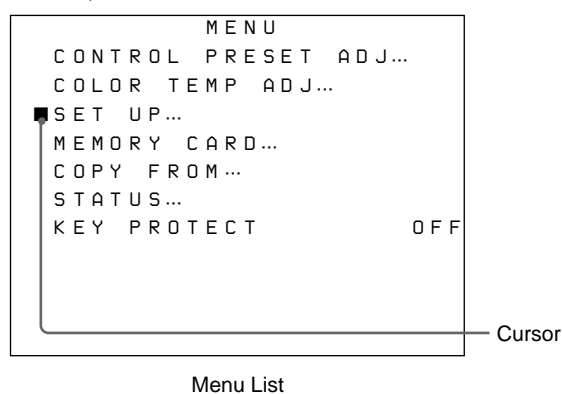 MENU
CONTROL PRESET ADJ…
COLOR TEMP ADJ…
SET UP…
MEMORY CARD…
COPY FROM…
STATUS…
KEY PROTECT OFF
Cursor
Menu List